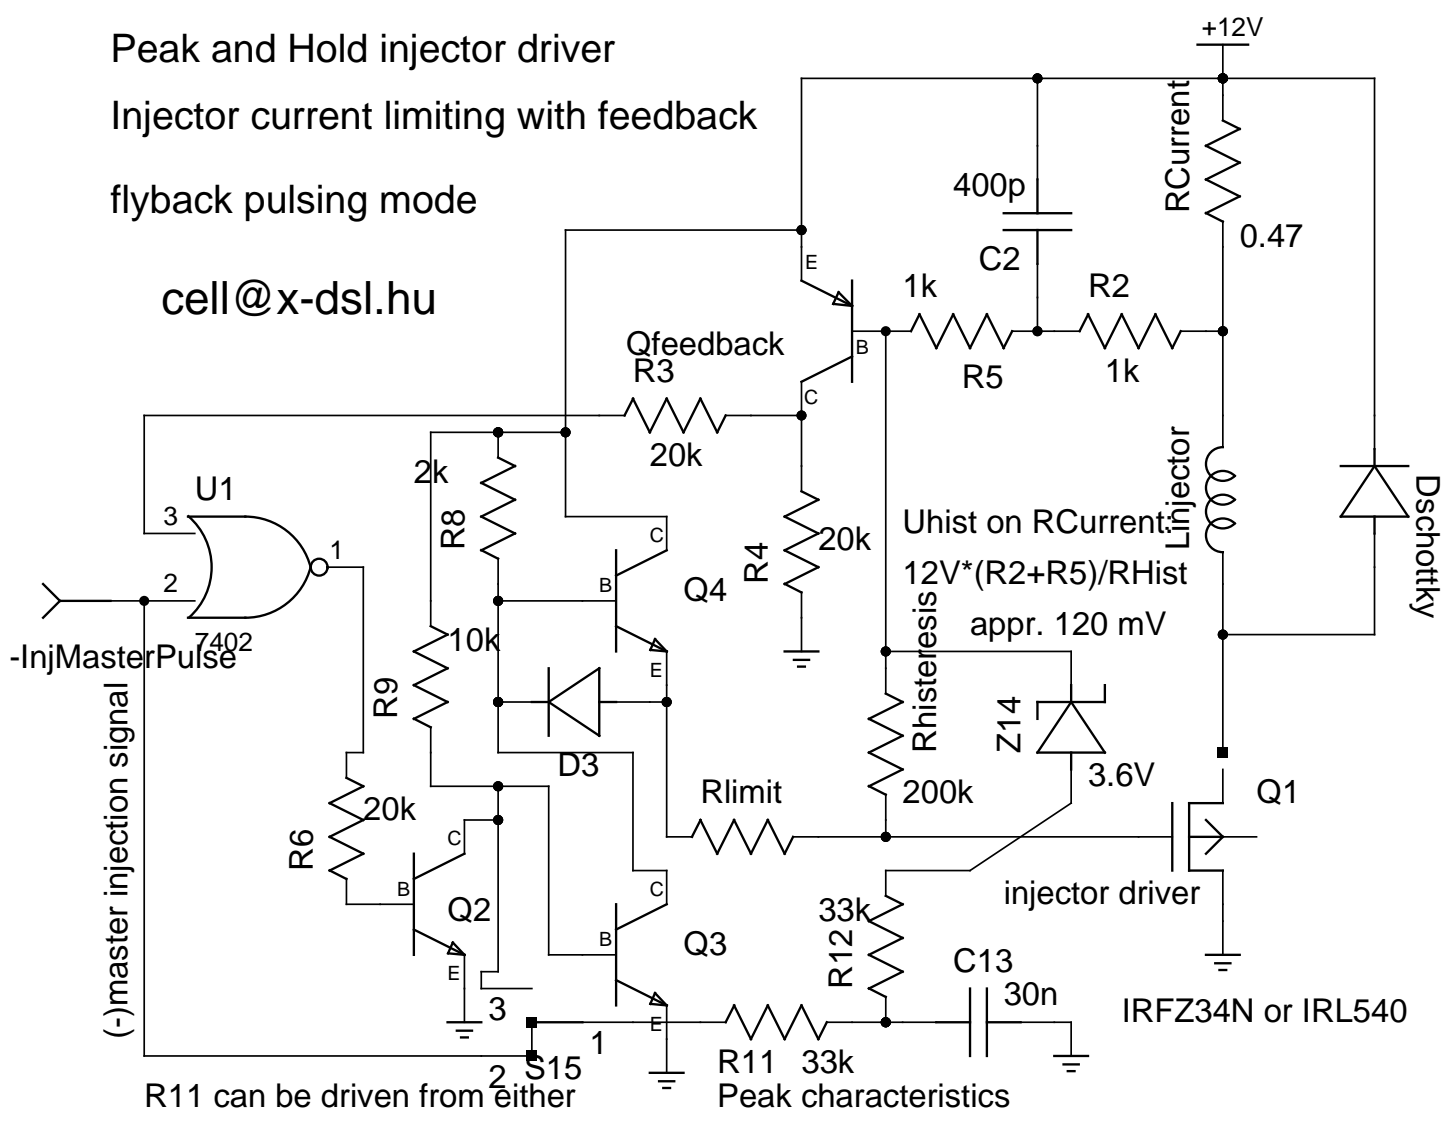 +12V
Peak and Hold injector driver
Injector current limiting with feedback
flyback pulsing mode
cell@x-dsl.hu
RCurrent
0.47
400p
C2
E
B
C
1k
R5
R2
1k
Qfeedback
R3
20k
2k
R8
U1
3
2
1
7402
-InjMasterPulse
(-)master injection signal
R4
20k
C
B
E
Q4
Uhist on RCurrent:
12V*(R2+R5)/RHist
appr. 120 mV
Linjector
Dschottky
10k
R9
D3
Rhisteresis
200k
Z14
3.6V
Rlimit
Q1
injector driver
IRFZ34N or IRL540
20k
R6
C
B
E
Q2
C
B
E
Q3
33k
R12
C13
30n
3
1
2
S15
R11
33k
R11 can be driven from either
Peak characteristics